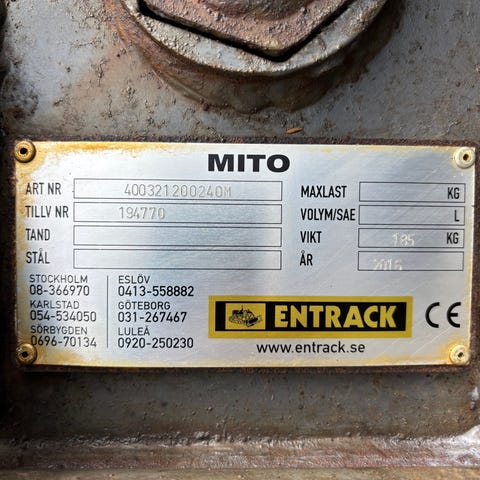 MITO
ART NR 400321200240M
TILLV NR 194770
TAND
STÅL
MAXLAST KG
VOLYM/SAE L
VIKT 185 KG
ÅR 2016
STOCKHOLM
08-366970
KARLSTAD
054-534050
SÖRBYGDEN
0696-70134
ESLÖV
0413-558882
GÖTEBORG
031-267467
LULEÅ
0920-250230
ENTRACK
www.entrack.se
CE